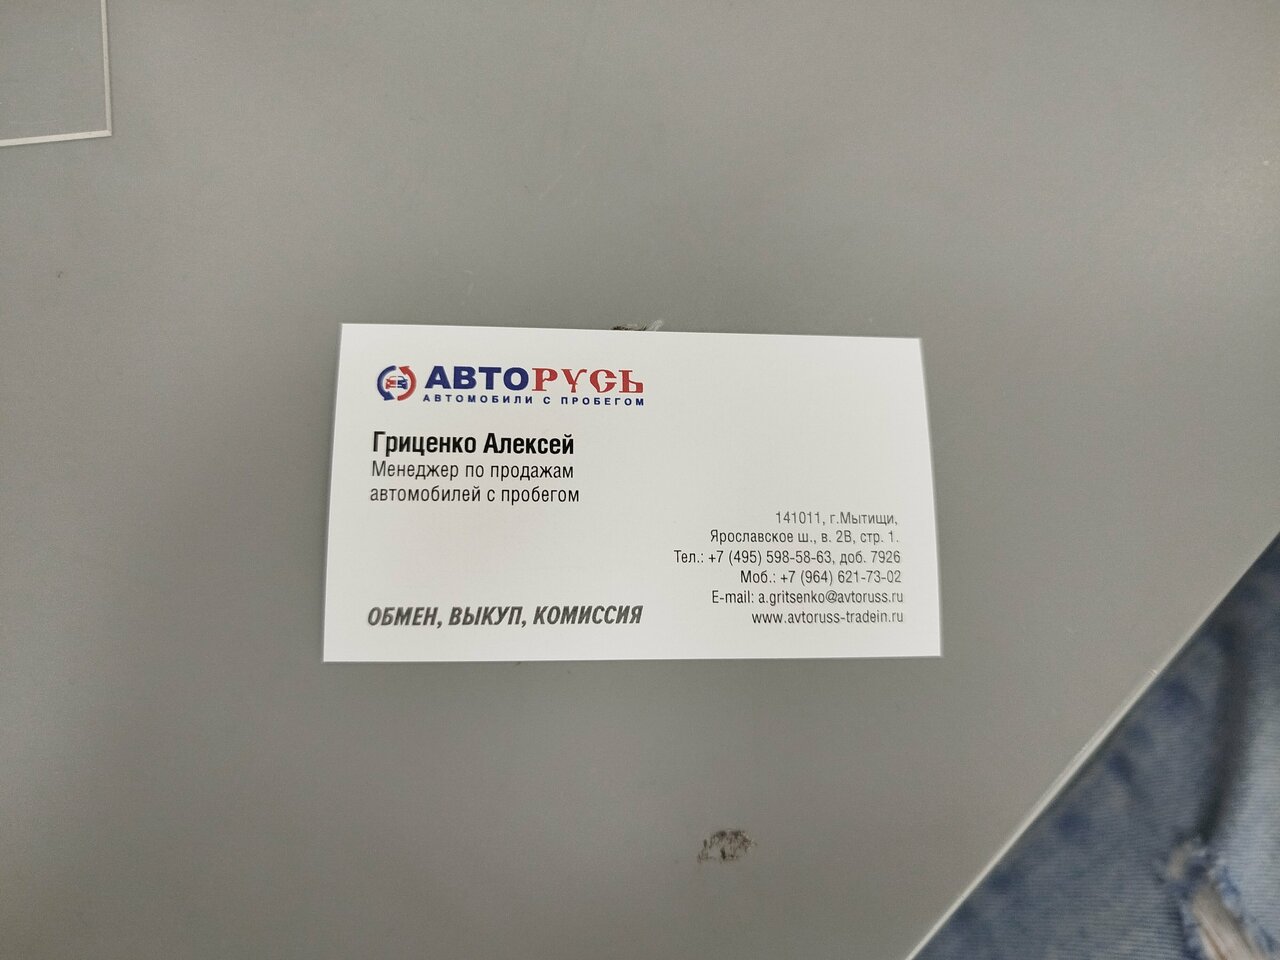 АВТОРУСЬ
АВТОМОБИЛИ С ПРОБЕГОМ
Гриценко Алексей
Менеджер по продажам
автомобилей с пробегом
141011, г.Мытищи,
Ярославское ш., в. 2В, стр. 1.
Тел.: +7 (495) 598-58-63, доб. 7926
Моб.: +7 (964) 621-73-02
E-mail: a.gritsenko@avtoruss.ru
www.avtoruss-tradein.ru
ОБМЕН, ВЫКУП, КОМИССИЯ